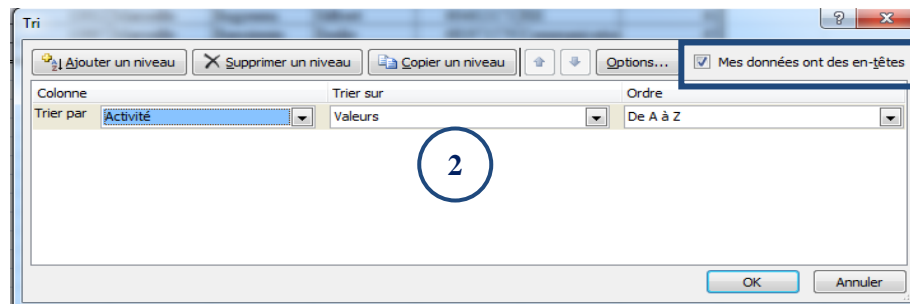 Tri
Ajouter un niveau Supprimer un niveau Copier un niveau Options... Mes données ont des en-têtes
Colonne Trier sur Ordre
Trier par Activité Valeurs De A à Z
2
OK Annuler